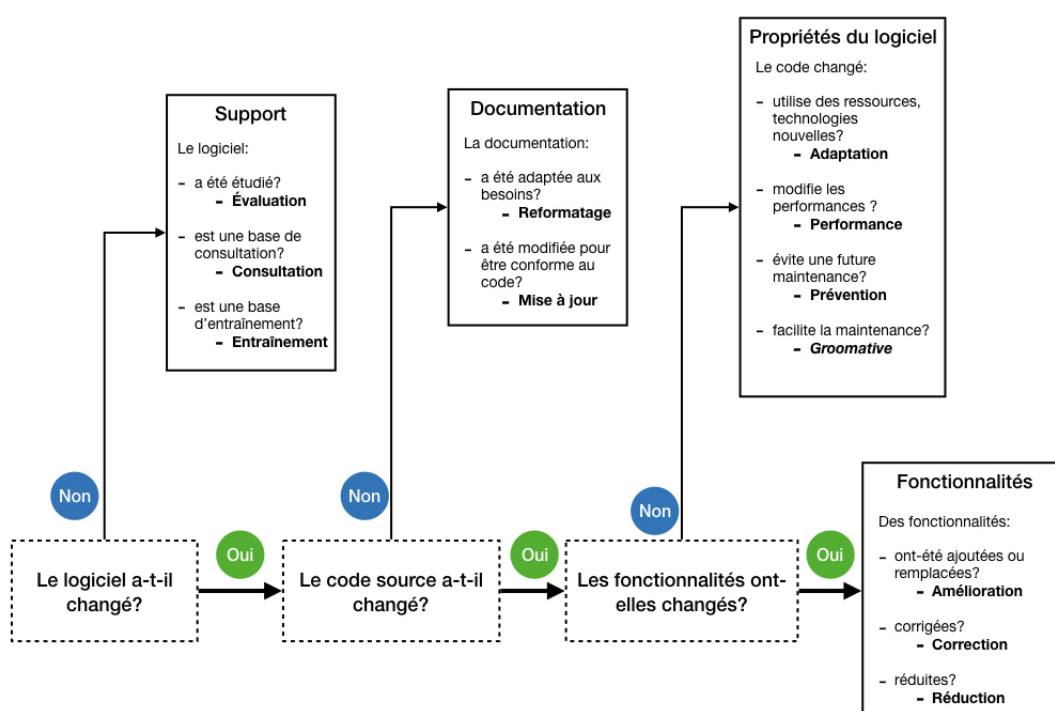 Support
Le logiciel:
- a été étudié?
- Évaluation
- est une base de
consultation?
- Consultation
- est une base
d'entraînement?
- Entraînement
Documentation
La documentation:
- a été adaptée aux
besoins?
- Reformatage
- a été modifiée pour
être conforme au
code?
- Mise à jour
Propriétés du logiciel
Le code changé:
- utilise des ressources,
technologies
nouvelles?
- Adaptation
- modifie les
performances ?
- Performance
- évite une future
maintenance?
- Prévention
- facilite la maintenance?
- Groomative
Non
Non
Non
Le logiciel a-t-il
changé?
Oui
Le code source a-t-il
changé?
Oui
Les fonctionnalités ont-
elles changés?
Oui
Fonctionnalités
Des fonctionnalités:
- ont-été ajoutées ou
remplacées?
- Amélioration
- corrigées?
- Correction
- réduites?
- Réduction